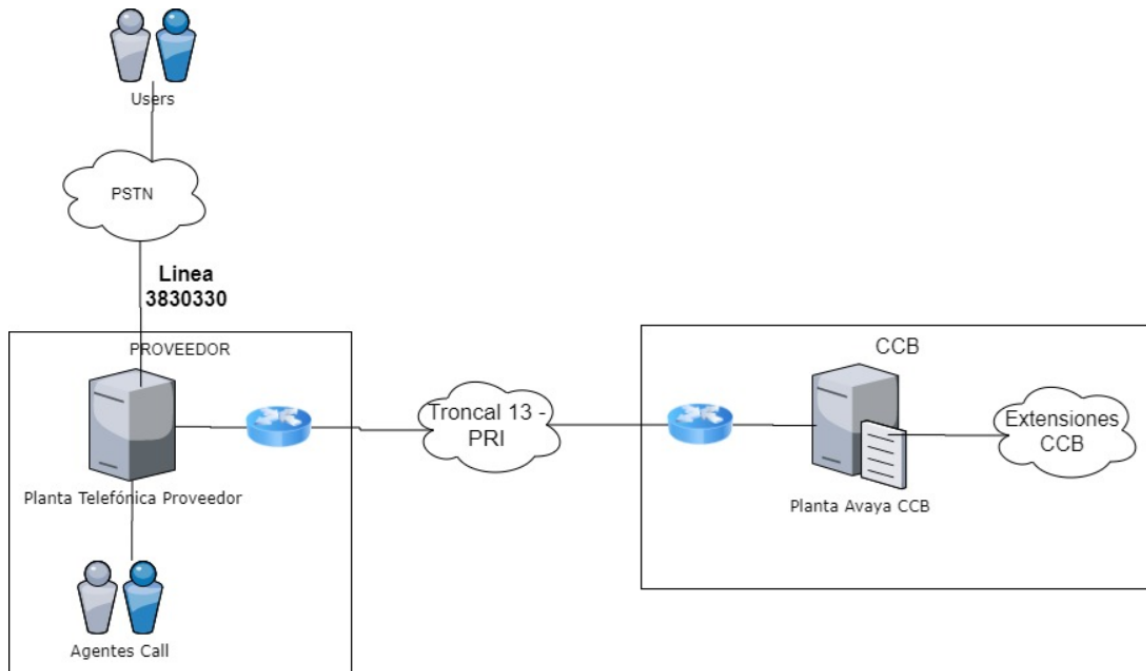 Users
PSTN
Linea
3830330
PROVEEDOR
CCB
Troncal 13 -
PRI
Extensiones
CCB
Planta Telefónica Proveedor
Planta Avaya CCB
Agentes Call